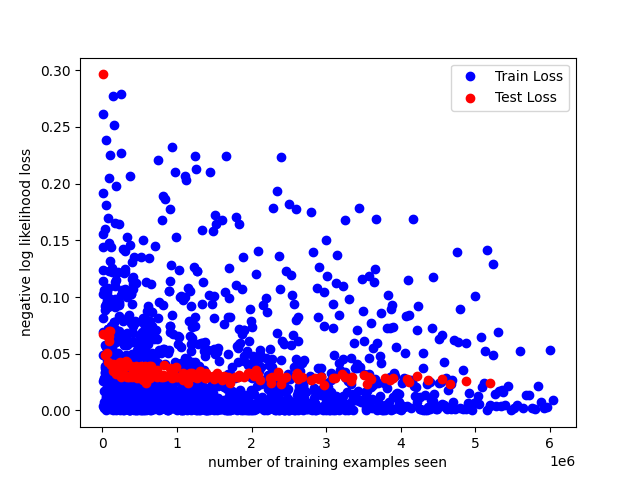 0.30
0.25
0.20
0.15
0.10
0.05
0.00
negative log likelihood loss
Train Loss
Test Loss
0 1 2 3 4 5 6
1e6
number of training examples seen